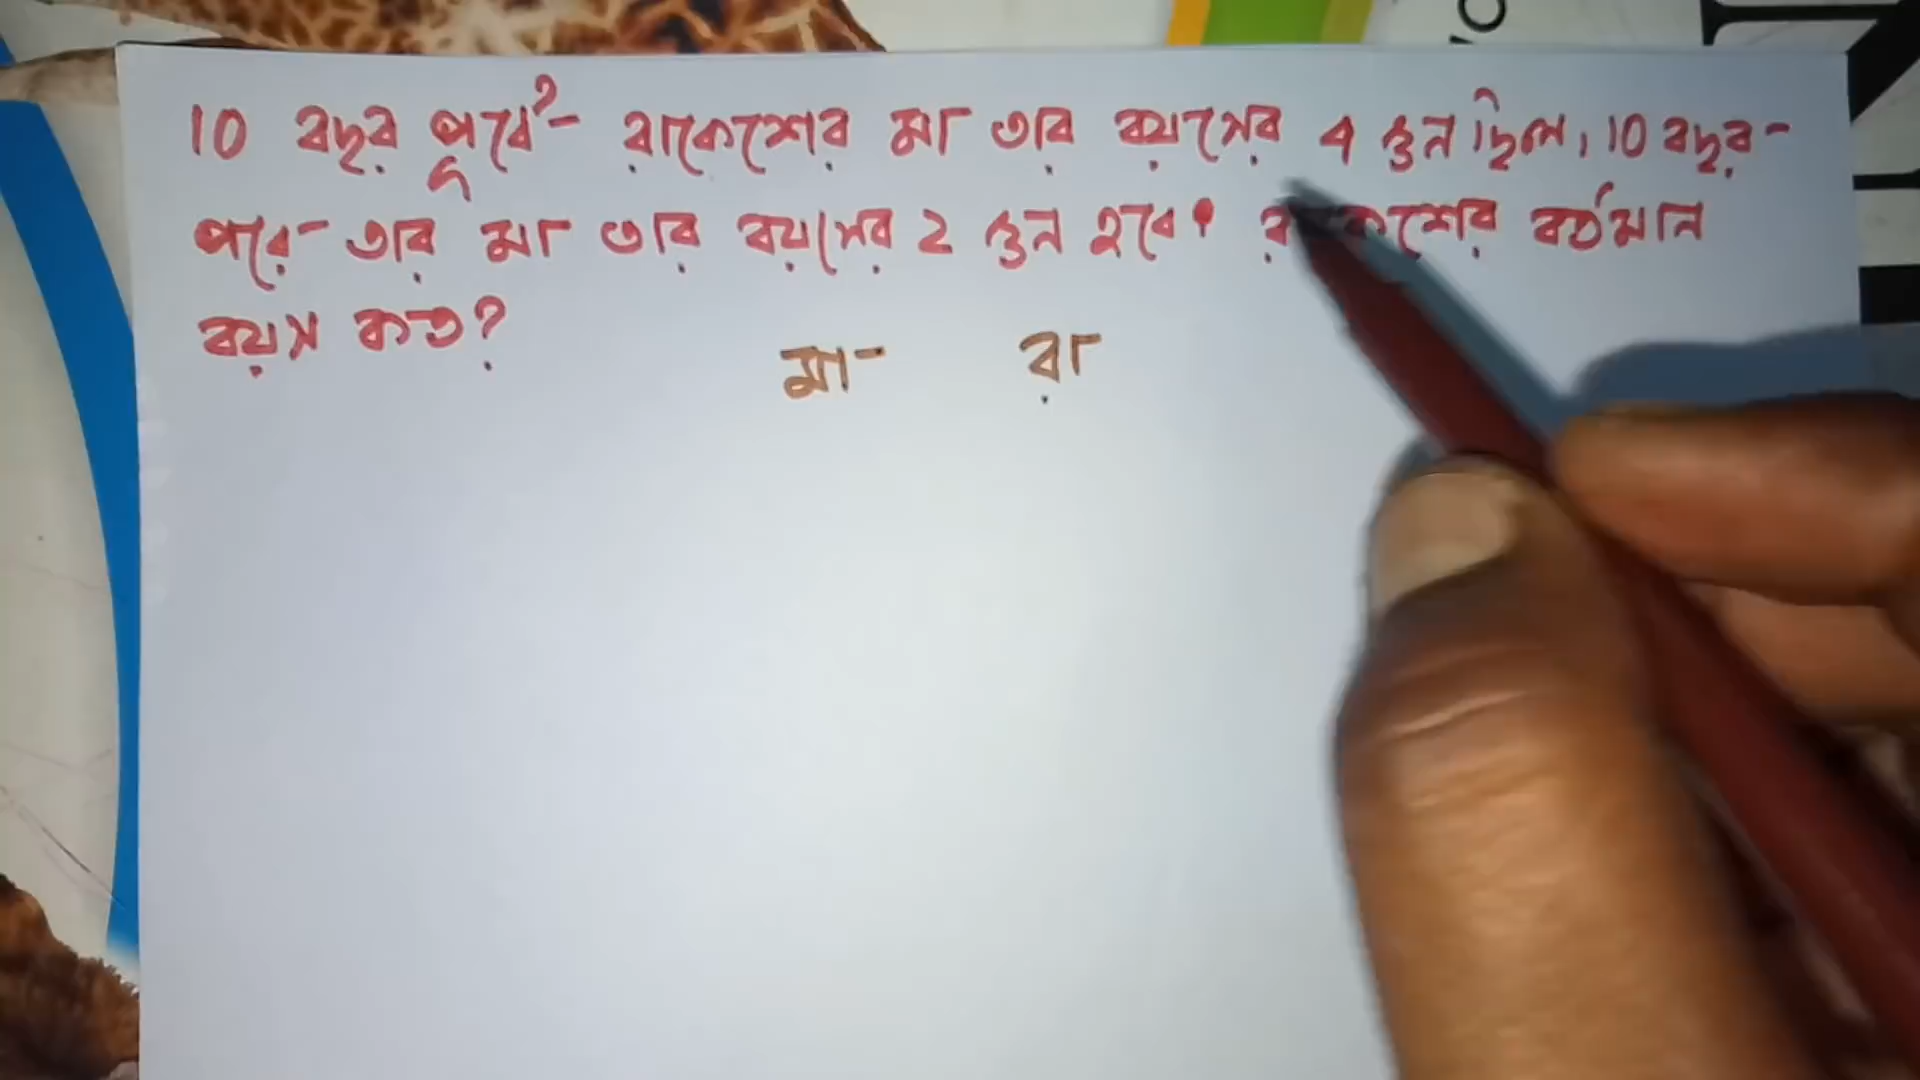 10 বছর পূর্বে রাকেশের মা তার বয়সের 4 গুন ছিল, 10 বছর
পরে তার মা তার বয়সের 2 গুন হবে। রাকেশের বর্তমান
বয়স কত?
মা রা